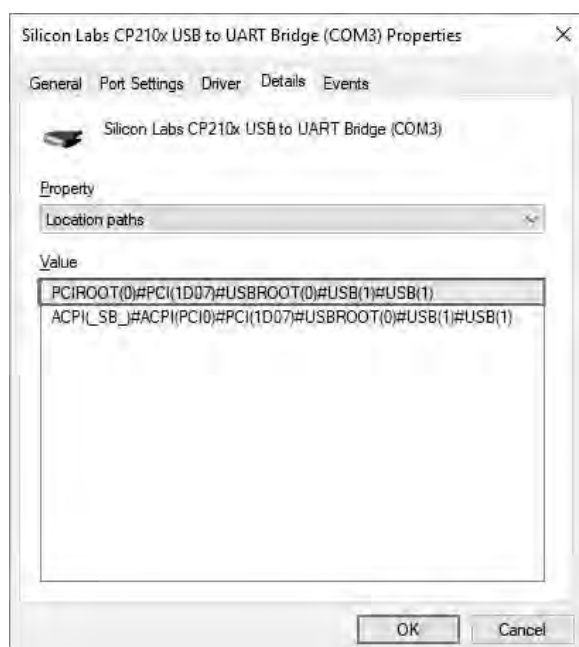 Silicon Labs CP210x USB to UART Bridge (COM3) Properties
General Port Settings Driver Details Events
Silicon Labs CP210x USB to UART Bridge (COM3)
Property
Location paths
Value
PCIROOT(0)#PCI(1D07)#USBROOT(0)#USB(1)#USB(1)
ACPI(_SB_)#ACPI(PCI0)#PCI(1D07)#USBROOT(0)#USB(1)#USB(1)
OK Cancel